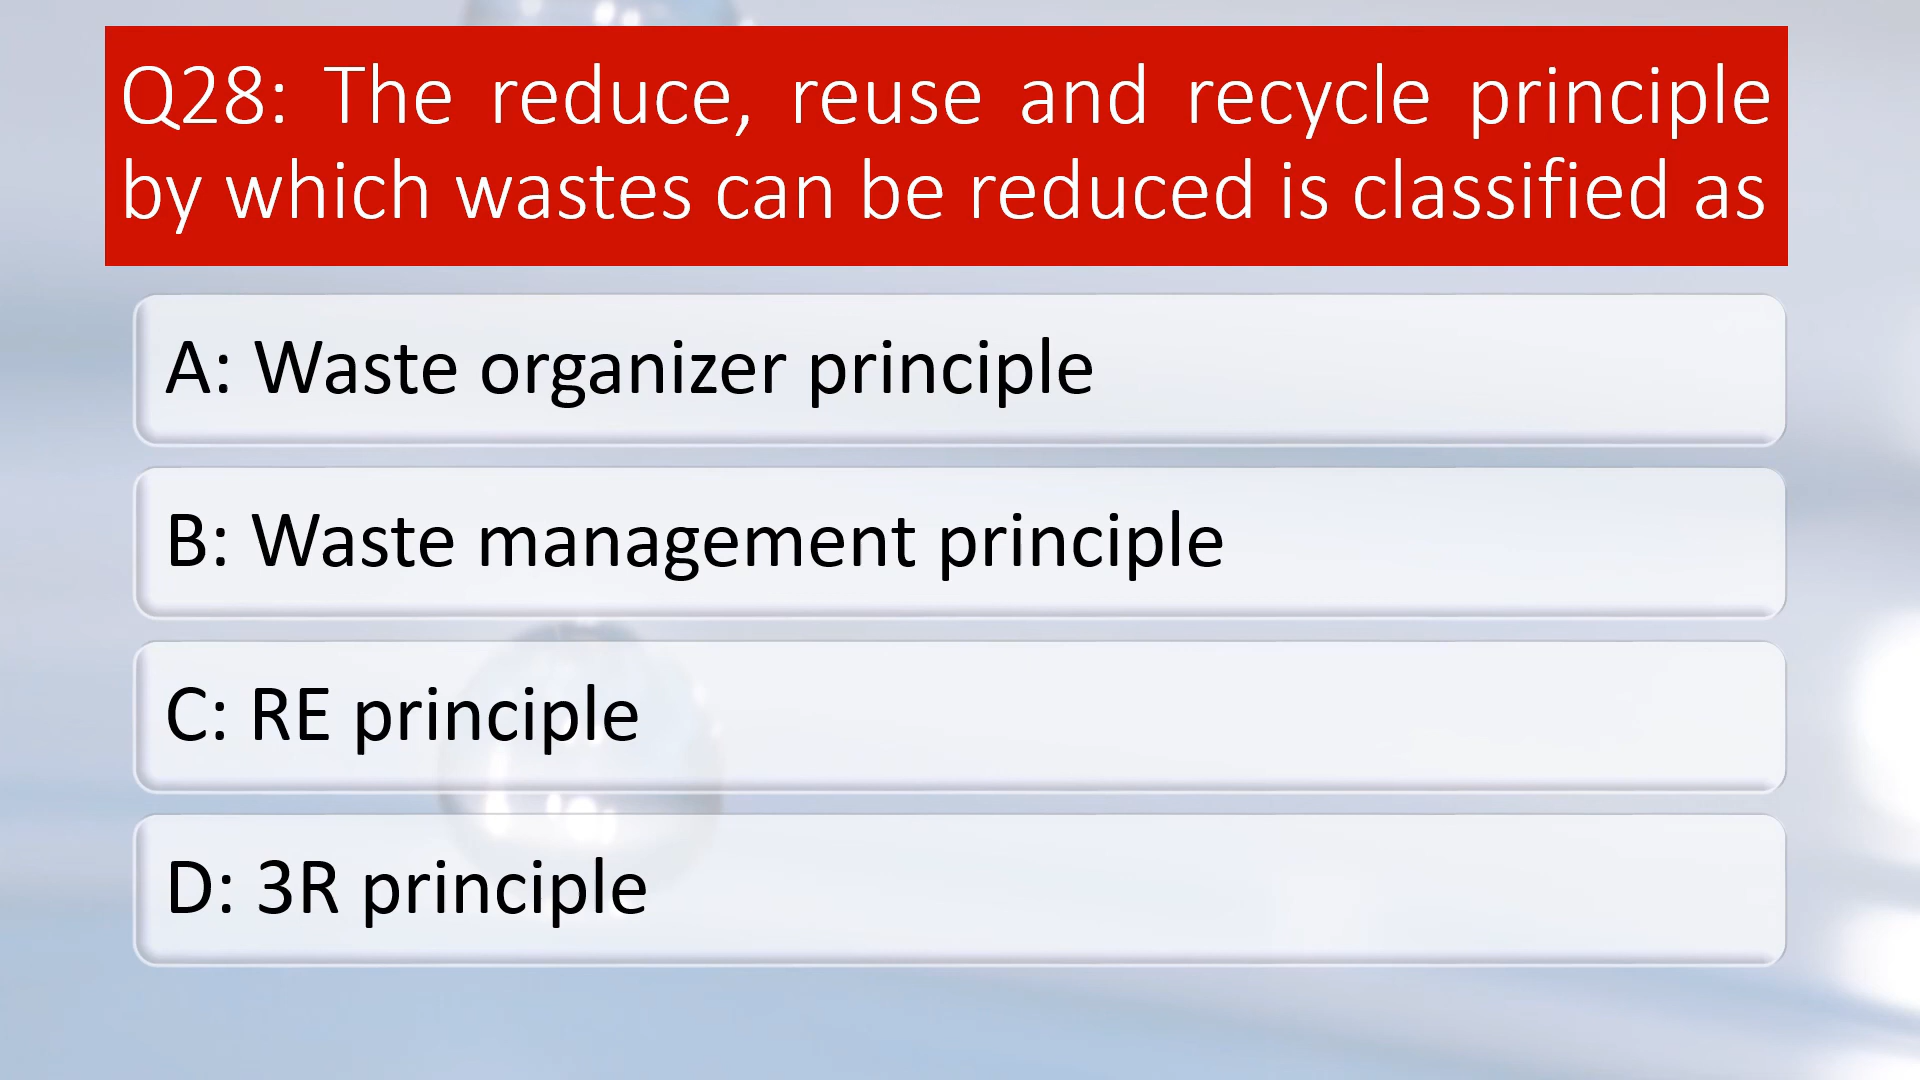 Q28: The reduce, reuse and recycle principle
by which wastes can be reduced is classified as
A: Waste organizer principle
B: Waste management principle
C: RE principle
D: 3R principle